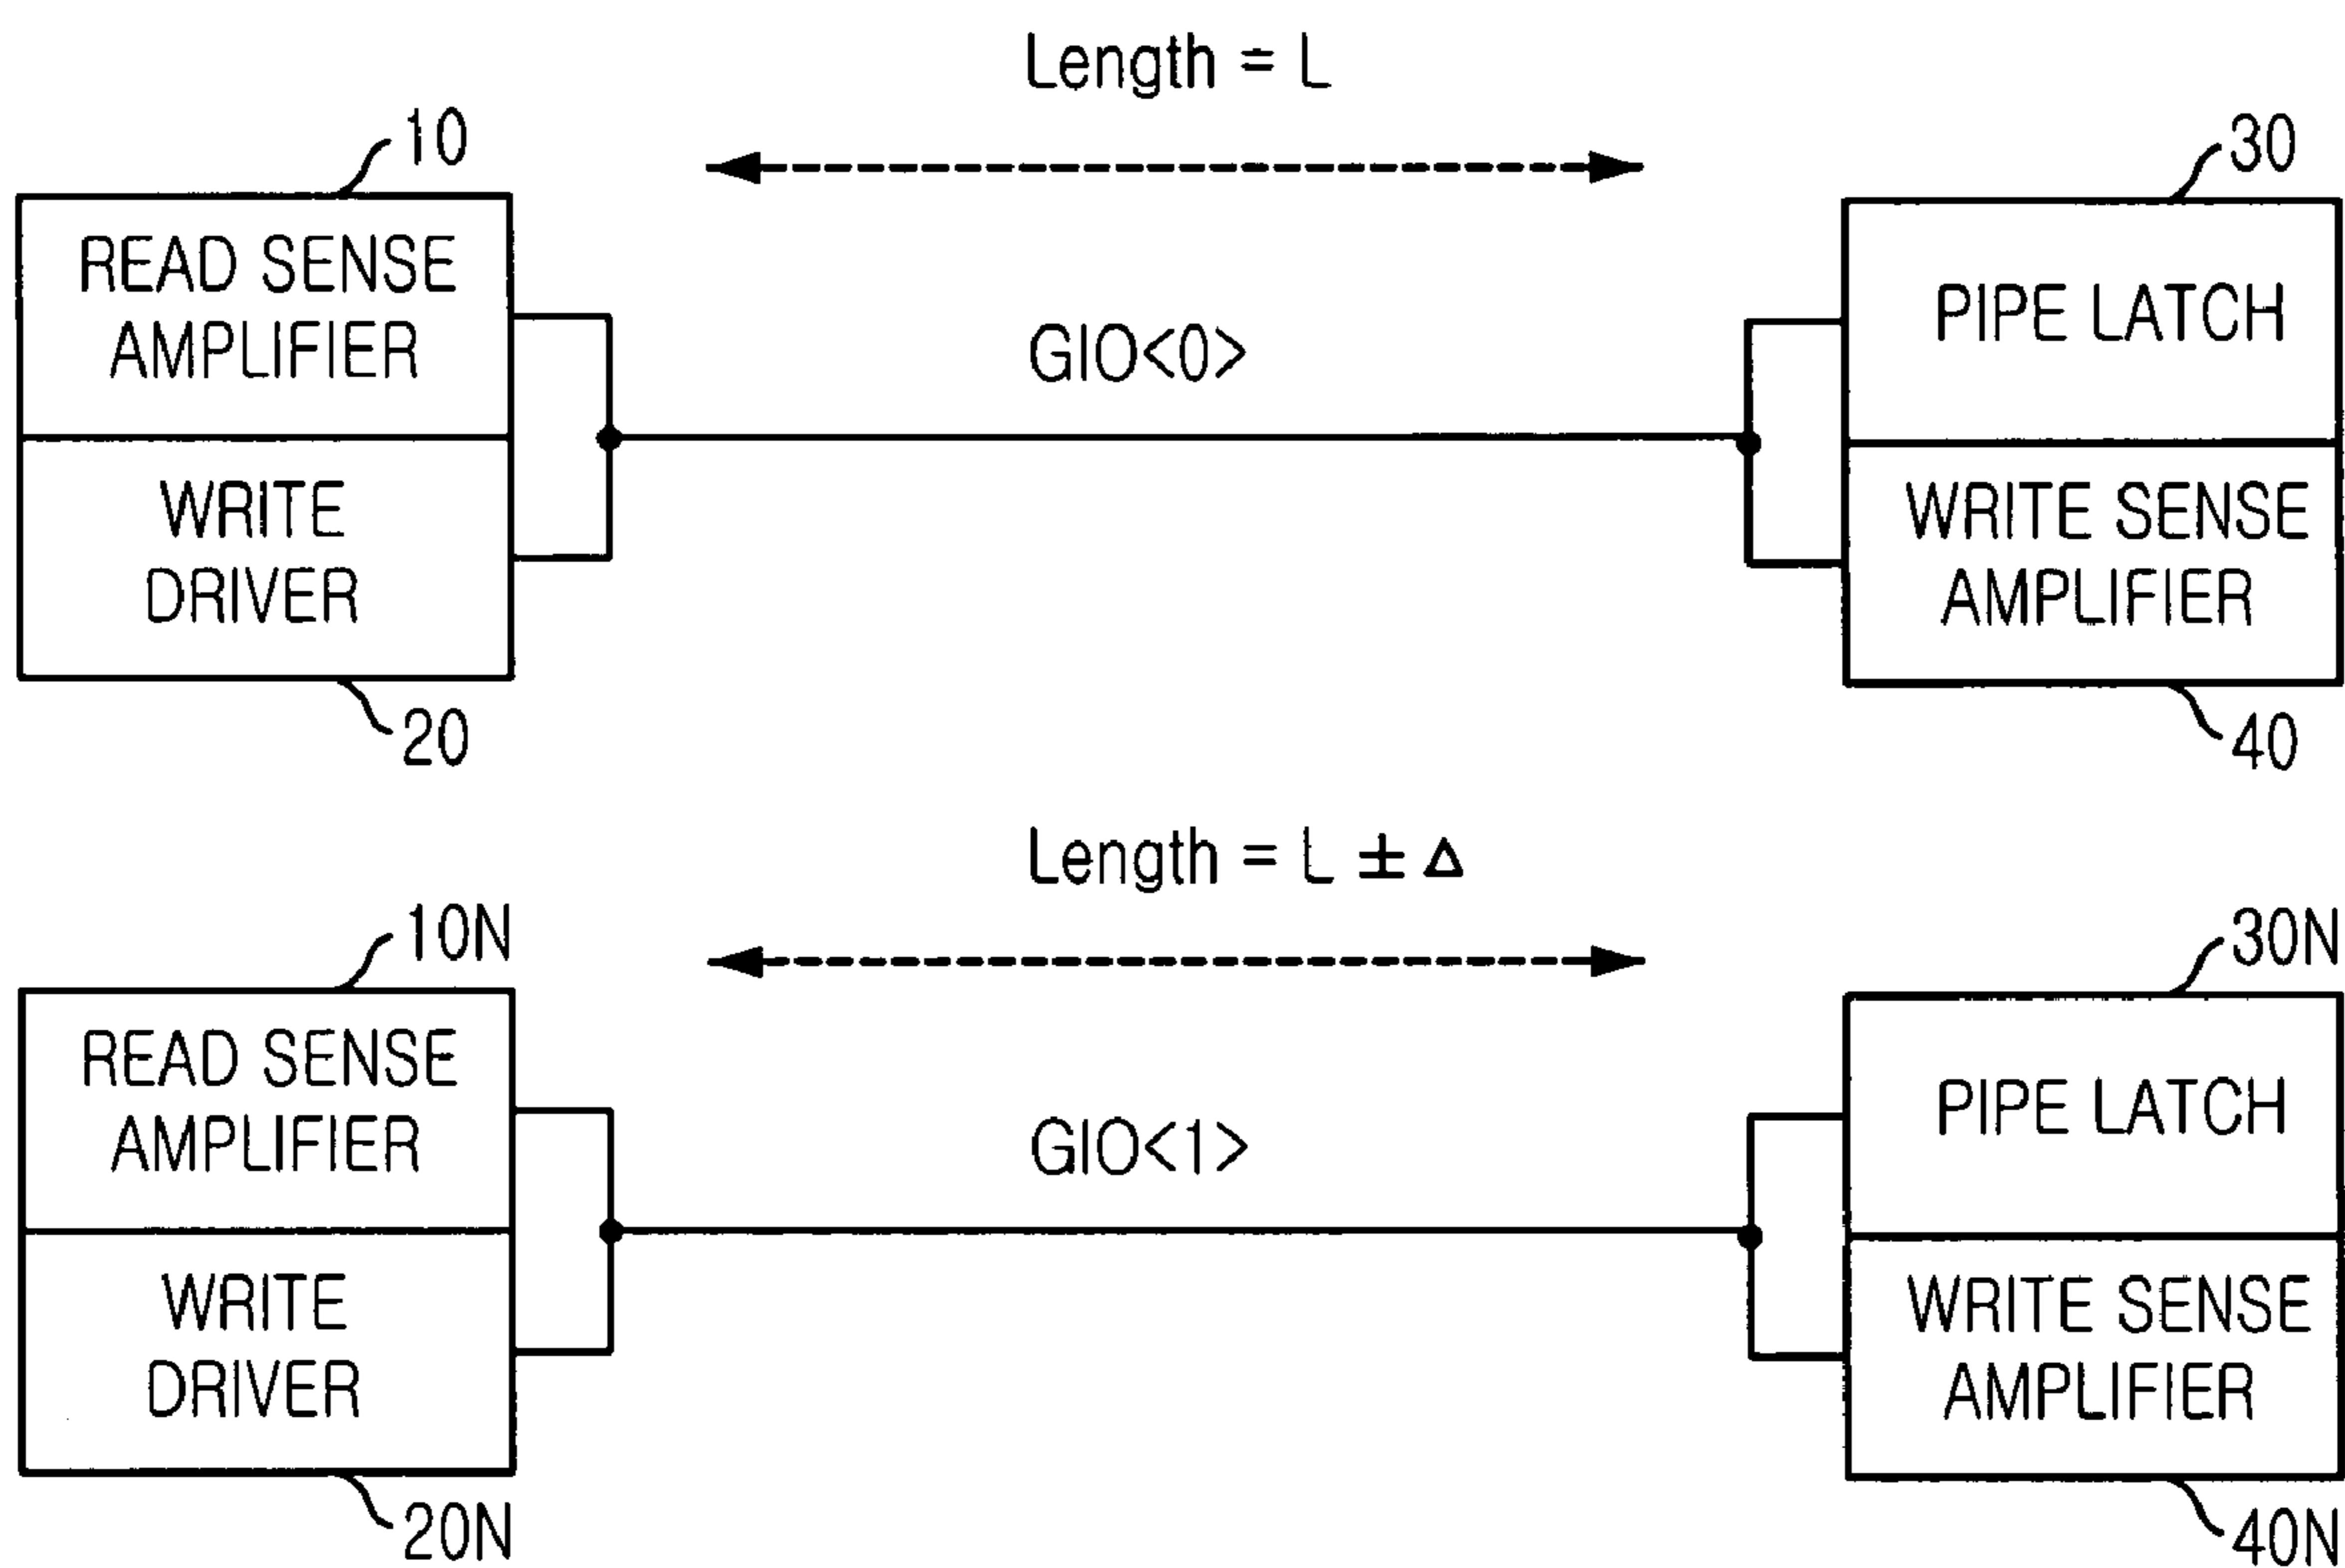 Length = L
10
30
READ SENSE
AMPLIFIER
PIPE LATCH
GIO<0>
WRITE
DRIVER
WRITE SENSE
AMPLIFIER
20
40
Length = L ± Δ
10N
30N
READ SENSE
AMPLIFIER
PIPE LATCH
GIO<1>
WRITE
DRIVER
WRITE SENSE
AMPLIFIER
20N
40N